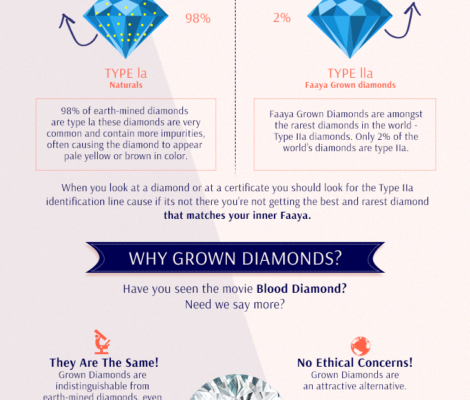 98%
2%
TYPE la
Naturals
TYPE lla
Faaya Grown diamonds
98% of earth-mined diamonds
are type la these diamonds are very
common and contain more impurities,
often causing the diamond to appear
pale yellow or brown in color.
Faaya Grown Diamonds are amongst
the rarest diamonds in the world -
Type IIa diamonds. Only 2% of the
world's diamonds are type IIa.
When you look at a diamond or at a certificate you should look for the Type IIa
identification line cause if its not there you're not getting the best and rarest diamond
that matches your inner Faaya.
WHY GROWN DIAMONDS?
Have you seen the movie Blood Diamond?
Need we say more?
They Are The Same!
Grown Diamonds are
indistinguishable from
earth-mined diamonds, even
No Ethical Concerns!
Grown Diamonds are
an attractive alternative.